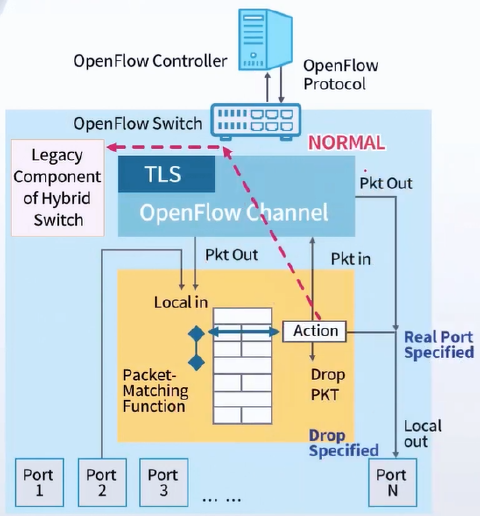 OpenFlow Controller
OpenFlow
Protocol
OpenFlow Switch
NORMAL
Legacy
Component
of Hybrid
Switch
TLS
OpenFlow Channel
Pkt Out
Pkt Out
Pkt in
Local in
Action
Real Port
Specified
Packet-
Matching
Function
Drop
PKT
Drop
Specified
Local
out
Port
1
Port
2
Port
3
... ...
Port
N